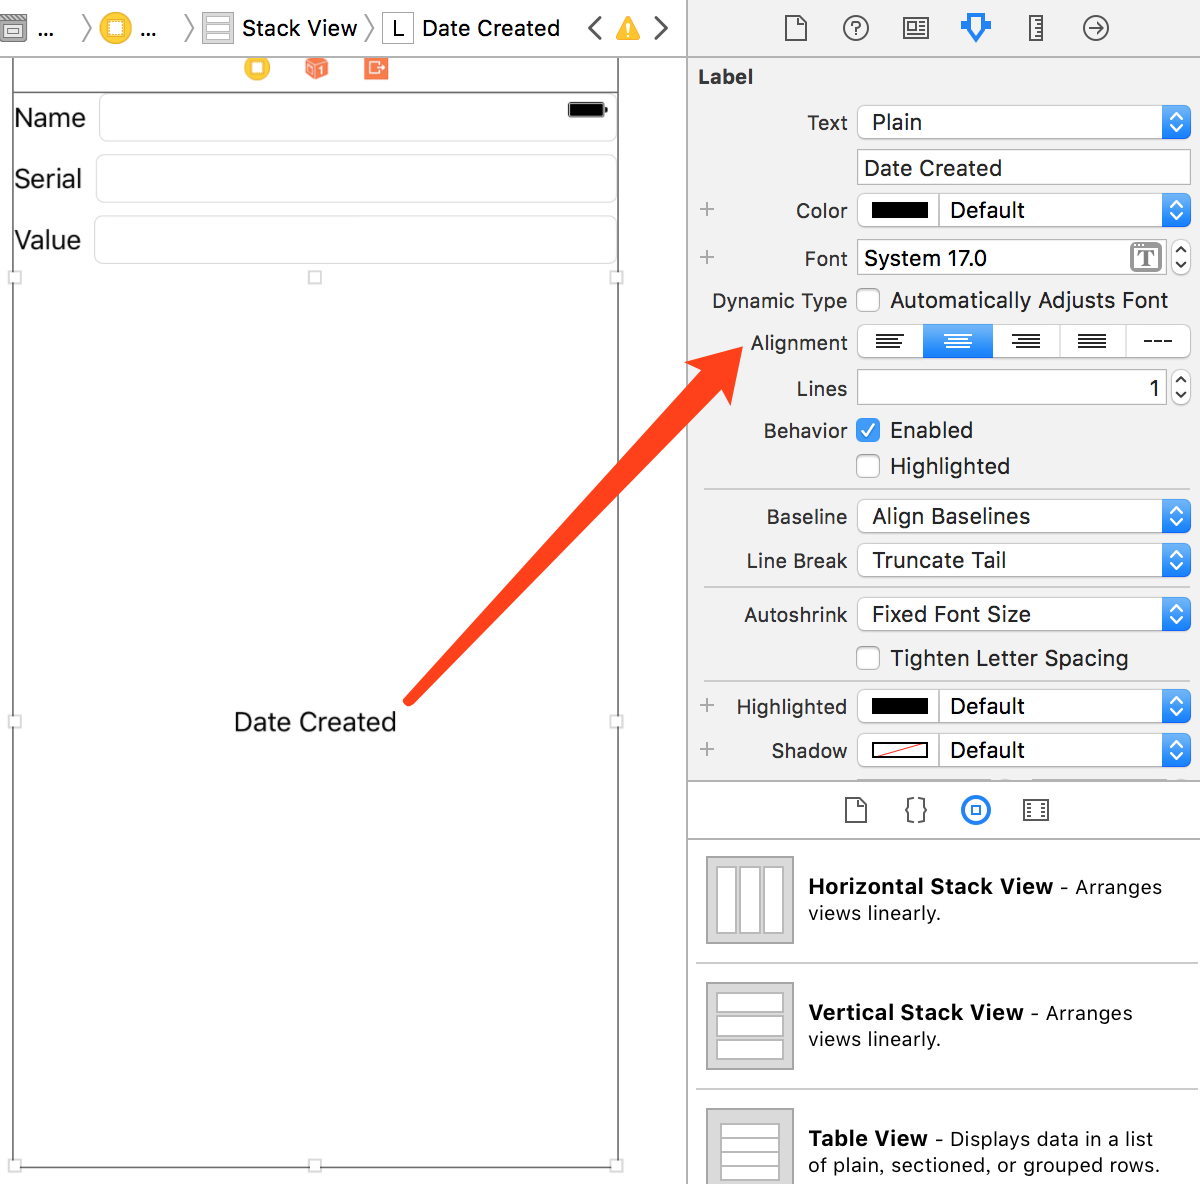 ... ... Stack View L Date Created
Name
Serial
Value
Date Created
Label
Text Plain
Date Created
Color Default
Font System 17.0 T
Dynamic Type Automatically Adjusts Font
Alignment
Lines 1
Behavior Enabled
Highlighted
Baseline Align Baselines
Line Break Truncate Tail
Autoshrink Fixed Font Size
Tighten Letter Spacing
Highlighted Default
Shadow Default
{}
Horizontal Stack View - Arranges
views linearly.
Vertical Stack View - Arranges
views linearly.
Table View - Displays data in a list
of plain, sectioned, or grouped rows.